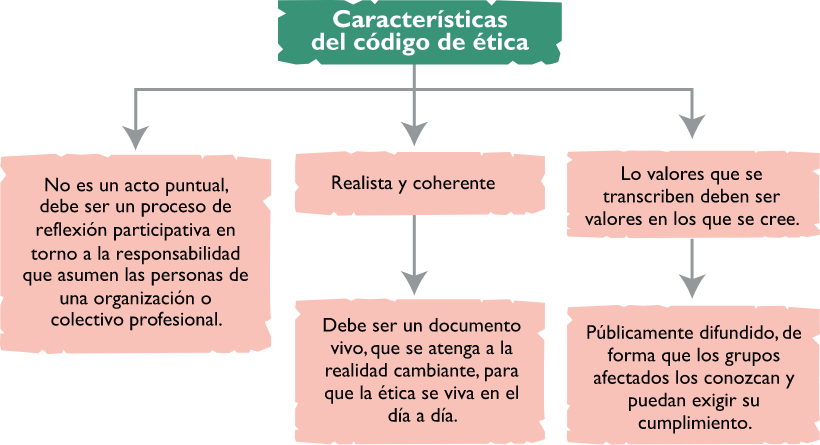 Características
del código de ética
No es un acto puntual,
debe ser un proceso de
reflexión participativa en
torno a la responsabilidad
que asumen las personas de
una organización o
colectivo profesional.
Realista y coherente
Debe ser un documento
vivo, que se atenga a la
realidad cambiante, para
que la ética se viva en el
día a día.
Lo valores que se
transcriben deben ser
valores en los que se cree.
Públicamente difundido, de
forma que los grupos
afectados los conozcan y
puedan exigir su
cumplimiento.